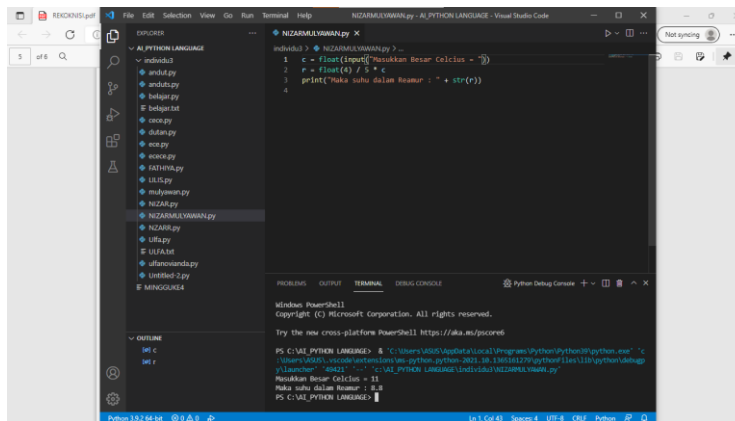 REKDKNISI.pdf
File Edit Selection View Go Run Terminal Help
NIZARMULYAWAN.py - AI_PYTHON LANGUAGE - Visual Studio Code
Not syncing
5 of 6
EXPLORER
AI_PYTHON LANGUAGE
individu3
andut.py
anduts.py
belajar.py
belajar.txt
cece.py
dutan.py
ece.py
ecece.py
FATHIYA.py
LILIS.py
mulyawan.py
NIZAR.py
NIZARMULYAWAN.py
NZARR.py
Ulfa.py
ULFA.txt
ulfanovianda.py
Untitled-2.py
MINGGUKE4
OUTLINE
c
r
NIZARMULYAWAN.py
individu3 > NIZARMULYAWAN.py > ...
1 c = float(input("Masukkan Besar Celcius = "))
2 r = float(4) / 5 * c
3 print("Maka suhu dalam Reamur : " + str(r))
4
PROBLEMS OUTPUT TERMINAL DEBUG CONSOLE
Python Debug Console
Windows PowerShell
Copyright (C) Microsoft Corporation. All rights reserved.
Try the new cross-platform PowerShell https://aka.ms/pscore6
PS C:\AI_PYTHON LANGUAGE> & 'C:\Users\ASUS\AppData\Local\Programs\Python\Python39\python.exe' 'c
:\Users\ASUS\.vscode\extensions\ms-python.python-2021.10.1365161279\pythonFiles\lib\python\debugp
y\launcher' '49421' '--' 'c:\AI_PYTHON LANGUAGE\individu3\NIZARMULYAWAN.py'
Masukkan Besar Celcius = 11
Maka suhu dalam Reamur : 8.8
PS C:\AI_PYTHON LANGUAGE>
Python 3.9.2 64-bit 0 0
Ln 1, Col 43 Spaces: 4 UTF-8 CRLF Python